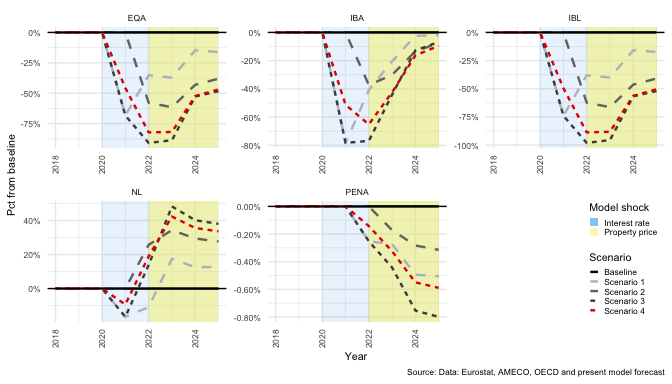 EQA
IBA
IBL
0%
-25%
-50%
-75%
0%
-20%
-40%
-60%
-80%
0%
-25%
-50%
-75%
-100%
2018
2020
2022
2024
2018
2020
2022
2024
2018
2020
2022
2024
Pct from baseline
NL
PENA
40%
20%
0%
0.00%
-0.20%
-0.40%
-0.60%
-0.80%
2018
2020
2022
2024
2018
2020
2022
2024
Year
Model shock
Interest rate
Property price
Scenario
Baseline
Scenario 1
Scenario 2
Scenario 3
Scenario 4
Source: Data: Eurostat, AMECO, OECD and present model forecast